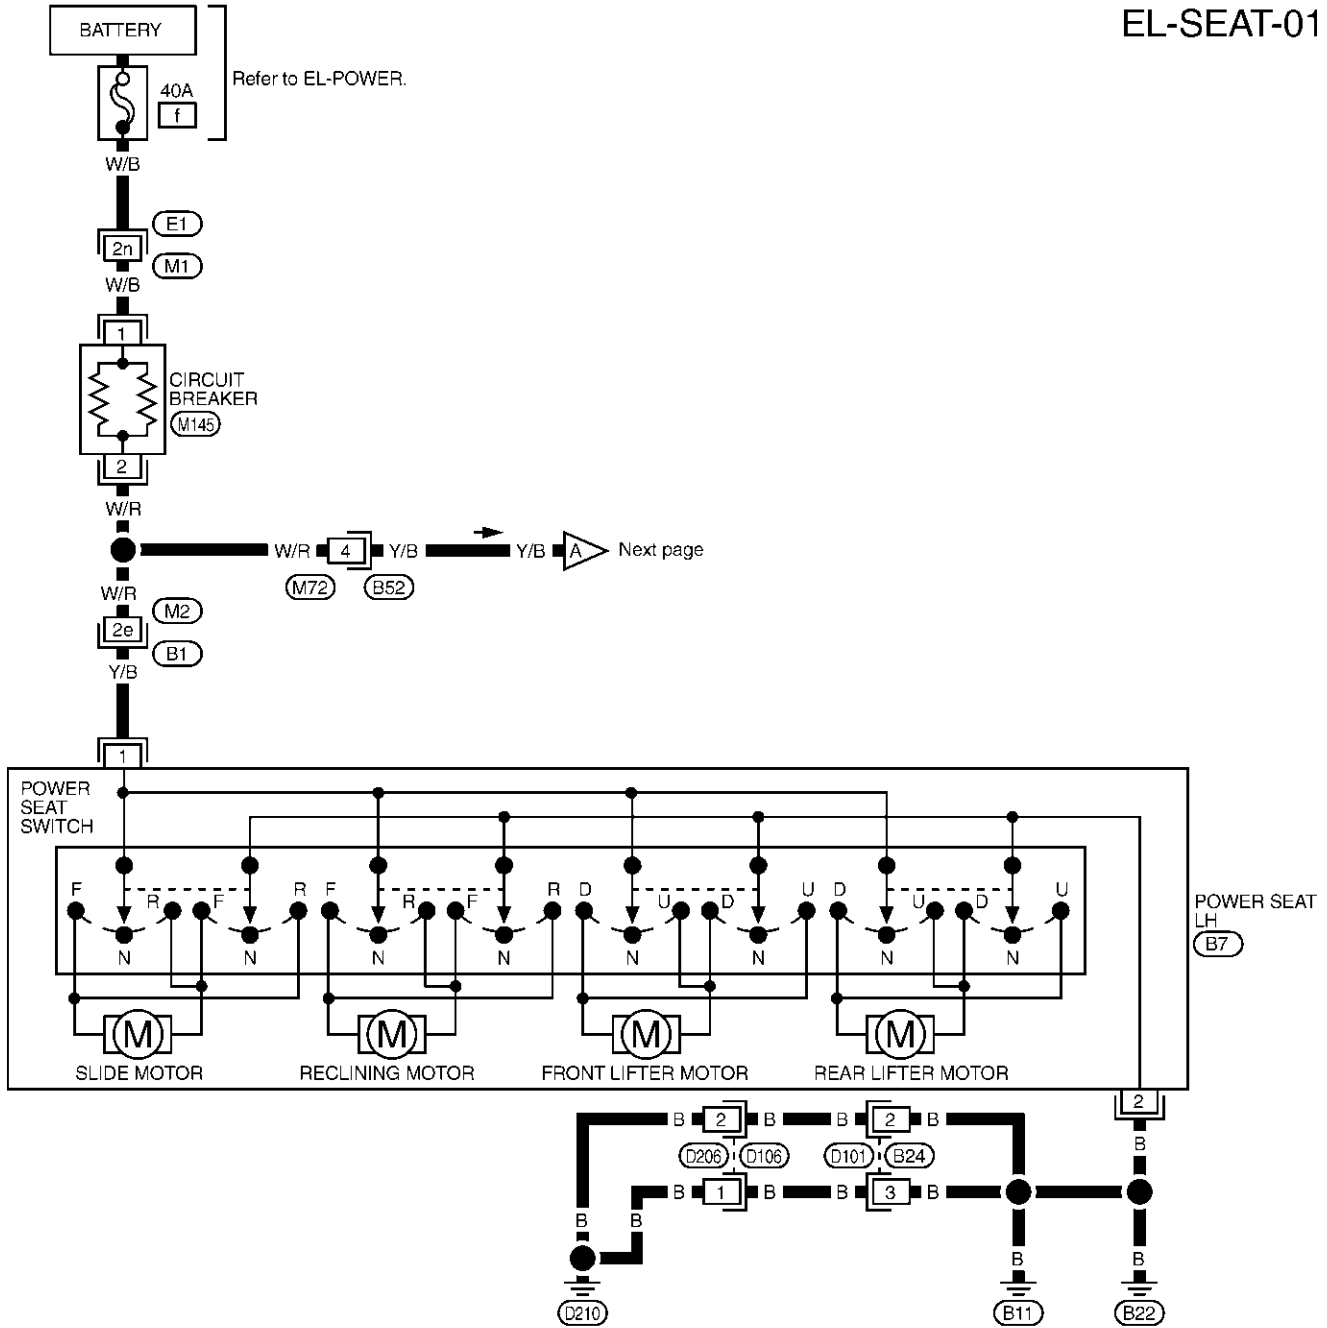 EL-SEAT-01
BATTERY
40A
f
Refer to EL-POWER.
W/B
E1
2n
M1
W/B
1
CIRCUIT
BREAKER
M145
2
W/R
W/R 4 Y/B Y/B A Next page
M72 B52
W/R
M2
2e
B1
Y/B
1
POWER
SEAT
SWITCH
F R F R F R F R D U D U D U D U
N N N N N N N N
POWER SEAT
LH
B7
M M M M
SLIDE MOTOR RECLINING MOTOR FRONT LIFTER MOTOR REAR LIFTER MOTOR
2
B 2 B B 2 B
B
D206 D106 D101 B24
B 1 B B 3 B
B B
B B
D210 B11 B22